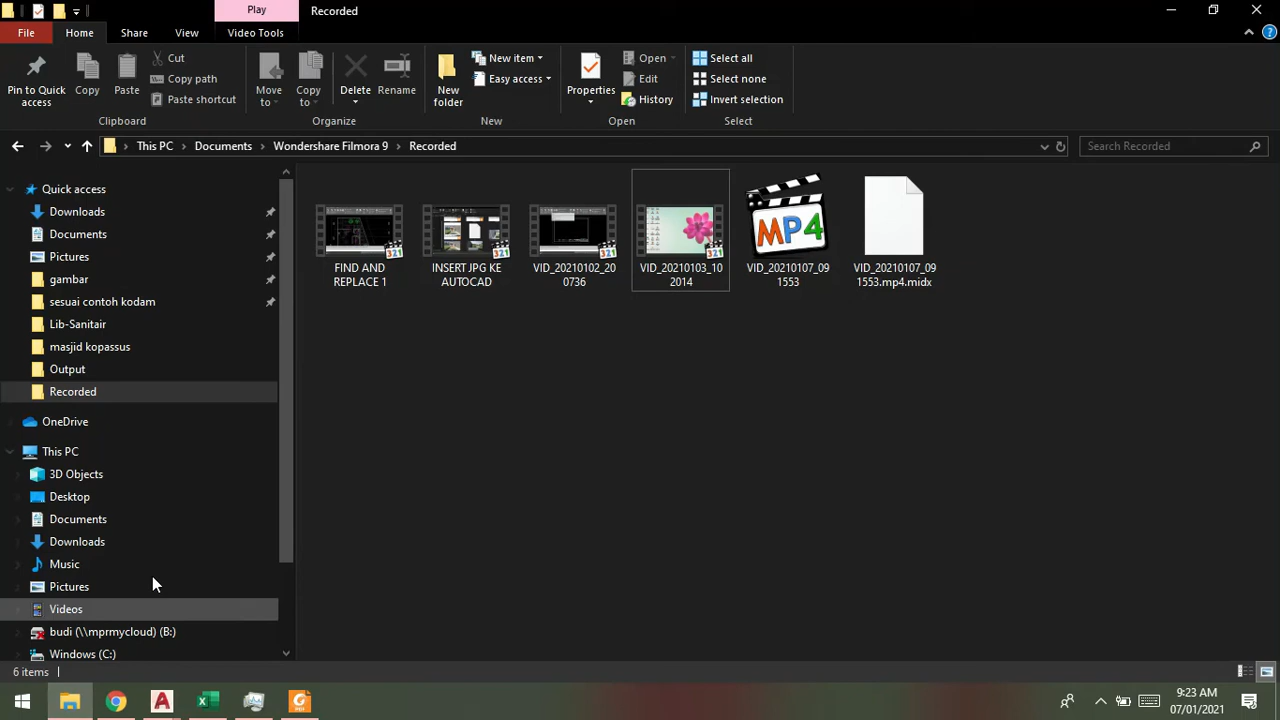 Play
Recorded
File
Home
Share
View
Video Tools
Pin to Quick access
Copy
Paste
Cut
Copy path
Paste shortcut
Move to
Copy to
Delete
Rename
New folder
New item
Easy access
Properties
Open
Edit
History
Select all
Select none
Invert selection
Clipboard
Organize
New
Open
Select
This PC
Documents
Wondershare Filmora 9
Recorded
Search Recorded
Quick access
Downloads
Documents
Pictures
gambar
sesuai contoh kodam
Lib-Sanitair
masjid kopassus
Output
Recorded
OneDrive
This PC
3D Objects
Desktop
Documents
Downloads
Music
Pictures
Videos
budi (\\mprmycloud) (B:)
Windows (C:)
321
FIND AND
REPLACE 1
321
INSERT JPG KE
AUTOCAD
321
VID_20210102_20
0736
321
VID_20210103_10
2014
MP4
VID_20210107_09
1553
VID_20210107_09
1553.mp4.midx
6 items
PDF
9:23 AM
07/01/2021